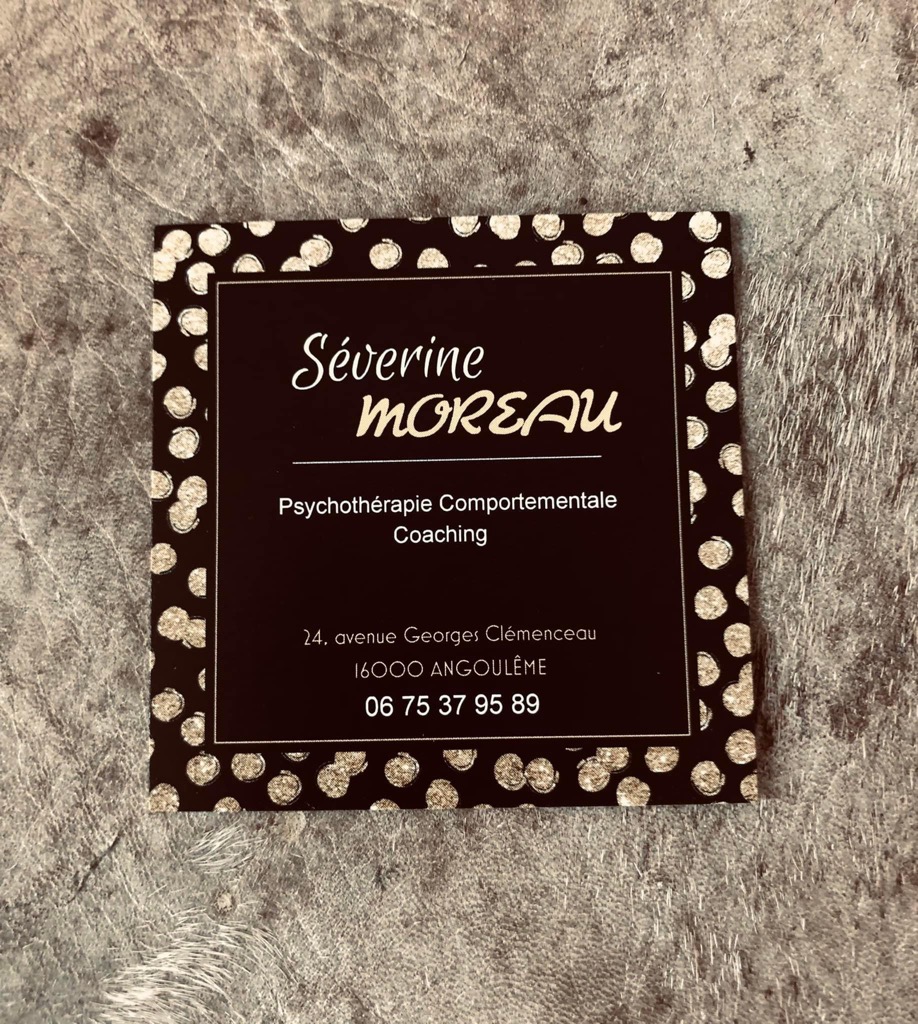 Séverine
MOREAU
Psychothérapie Comportementale
Coaching
24, avenue Georges Clémenceau
16000 ANGOULÊME
06 75 37 95 89